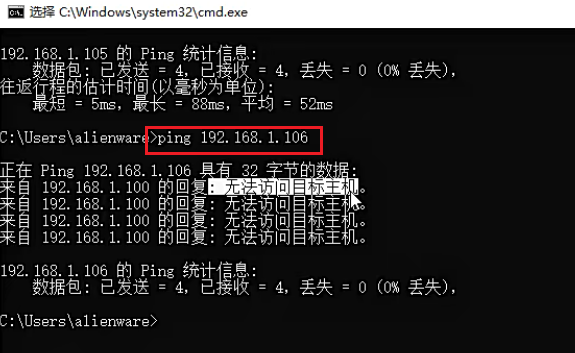 选择 C:\Windows\system32\cmd.exe
192.168.1.105 的 Ping 统计信息:
数据包: 已发送 = 4，已接收 = 4，丢失 = 0 (0% 丢失)，
往返行程的估计时间(以毫秒为单位):
最短 = 5ms，最长 = 88ms，平均 = 52ms
C:\Users\alienware>ping 192.168.1.106
正在 Ping 192.168.1.106 具有 32 字节的数据:
来自 192.168.1.100 的回复: 无法访问目标主机。
来自 192.168.1.100 的回复: 无法访问目标主机。
来自 192.168.1.100 的回复: 无法访问目标主机。
来自 192.168.1.100 的回复: 无法访问目标主机。
192.168.1.106 的 Ping 统计信息:
数据包: 已发送 = 4，已接收 = 4，丢失 = 0 (0% 丢失)，
C:\Users\alienware>